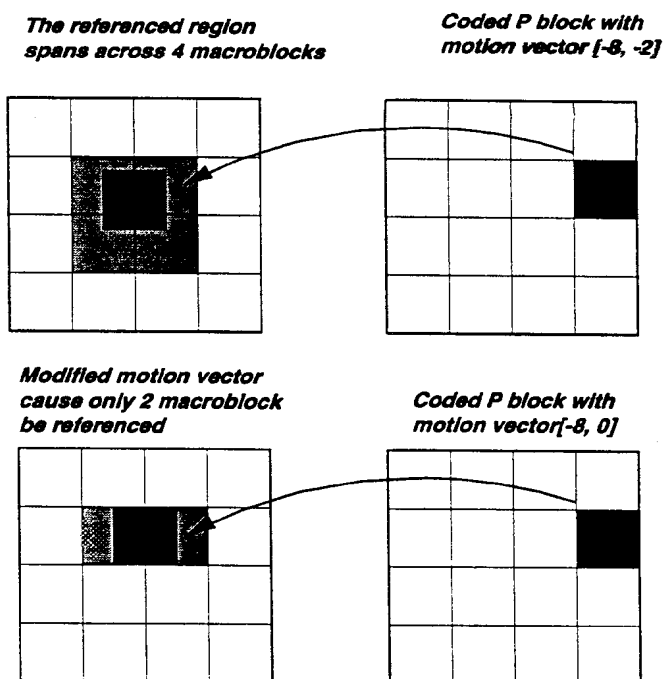 The referenced region
spans across 4 macroblocks
Coded P block with
motion vector [-8, -2]
Modified motion vector
cause only 2 macroblock
be referenced
Coded P block with
motion vector[-8, 0]